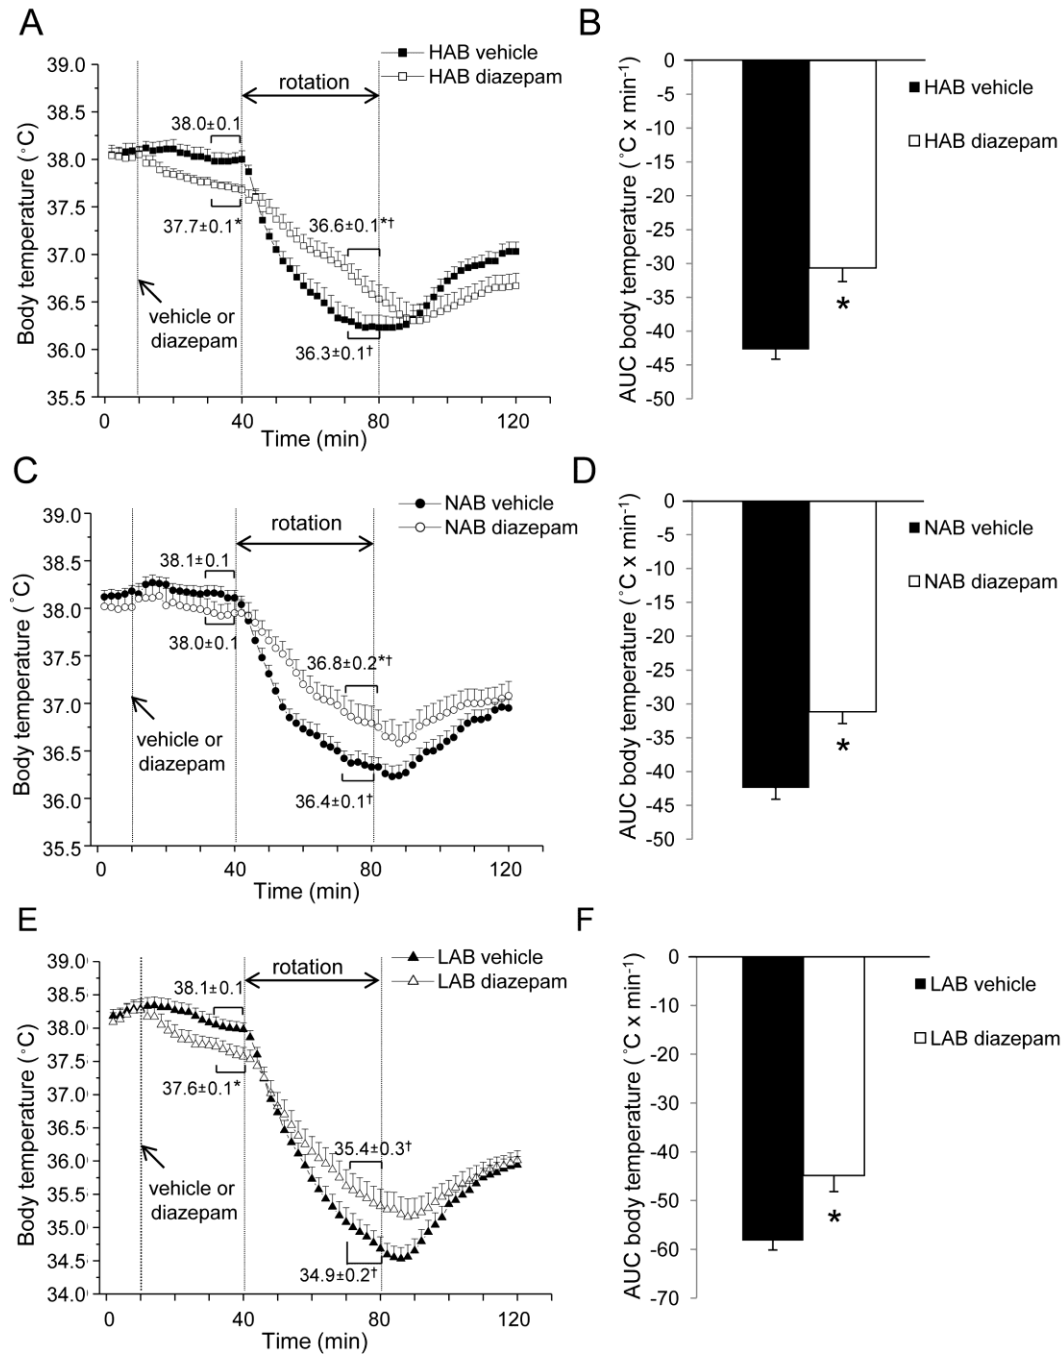 A
HAB vehicle
HAB diazepam
rotation
39.0
38.5
38.0
37.5
37.0
36.5
36.0
35.5
Body temperature (°C)
38.0±0.1
37.7±0.1*
36.6±0.1*†
36.3±0.1†
vehicle or
diazepam
0
40
80
120
Time (min)
B
0
-5
-10
-15
-20
-25
-30
-35
-40
-45
-50
AUC body temperature (°C x min-1)
HAB vehicle
HAB diazepam
*
C
NAB vehicle
NAB diazepam
rotation
39.0
38.5
38.0
37.5
37.0
36.5
36.0
35.5
Body temperature (°C)
38.1±0.1
38.0±0.1
36.8±0.2*†
36.4±0.1†
vehicle or
diazepam
0
40
80
120
Time (min)
D
0
-5
-10
-15
-20
-25
-30
-35
-40
-45
-50
AUC body temperature (°C x min-1)
NAB vehicle
NAB diazepam
*
E
LAB vehicle
LAB diazepam
rotation
39.0
38.5
38.0
37.5
37.0
36.5
36.0
35.5
35.0
34.5
34.0
Body temperature (°C)
38.1±0.1
37.6±0.1*
35.4±0.3†
34.9±0.2†
vehicle or
diazepam
0
40
80
120
Time (min)
F
0
-10
-20
-30
-40
-50
-60
-70
AUC body temperature (°C x min-1)
LAB vehicle
LAB diazepam
*